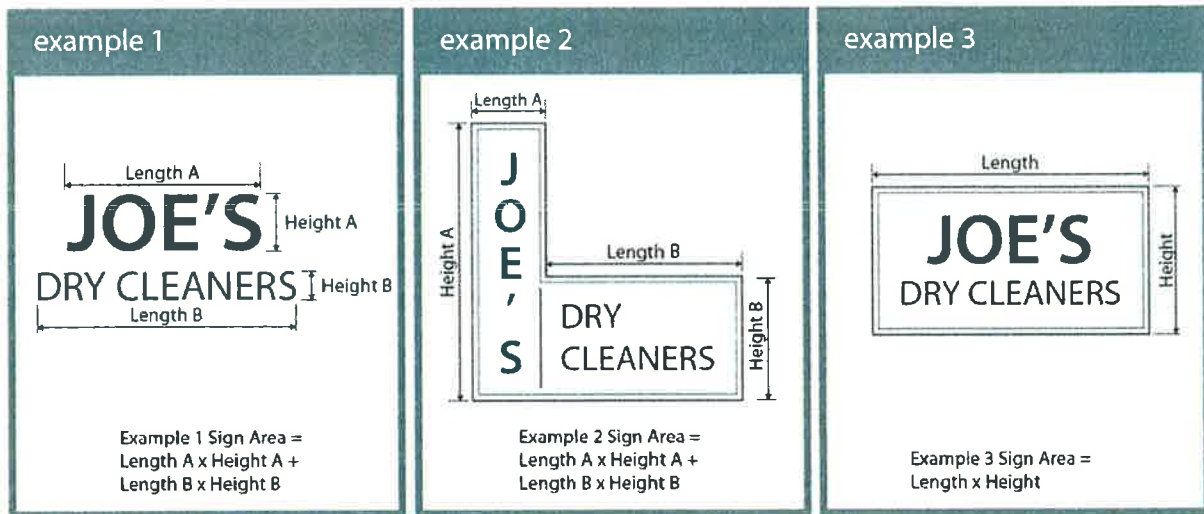 example 1
Length A
JOE'S
Height A
DRY CLEANERS
Height B
Length B
Example 1 Sign Area =
Length A x Height A +
Length B x Height B
example 2
Length A
Height A
J
O
E
'
S
Length B
DRY
CLEANERS
Height B
Example 2 Sign Area =
Length A x Height A +
Length B x Height B
example 3
Length
JOE'S
DRY CLEANERS
Height
Example 3 Sign Area =
Length x Height